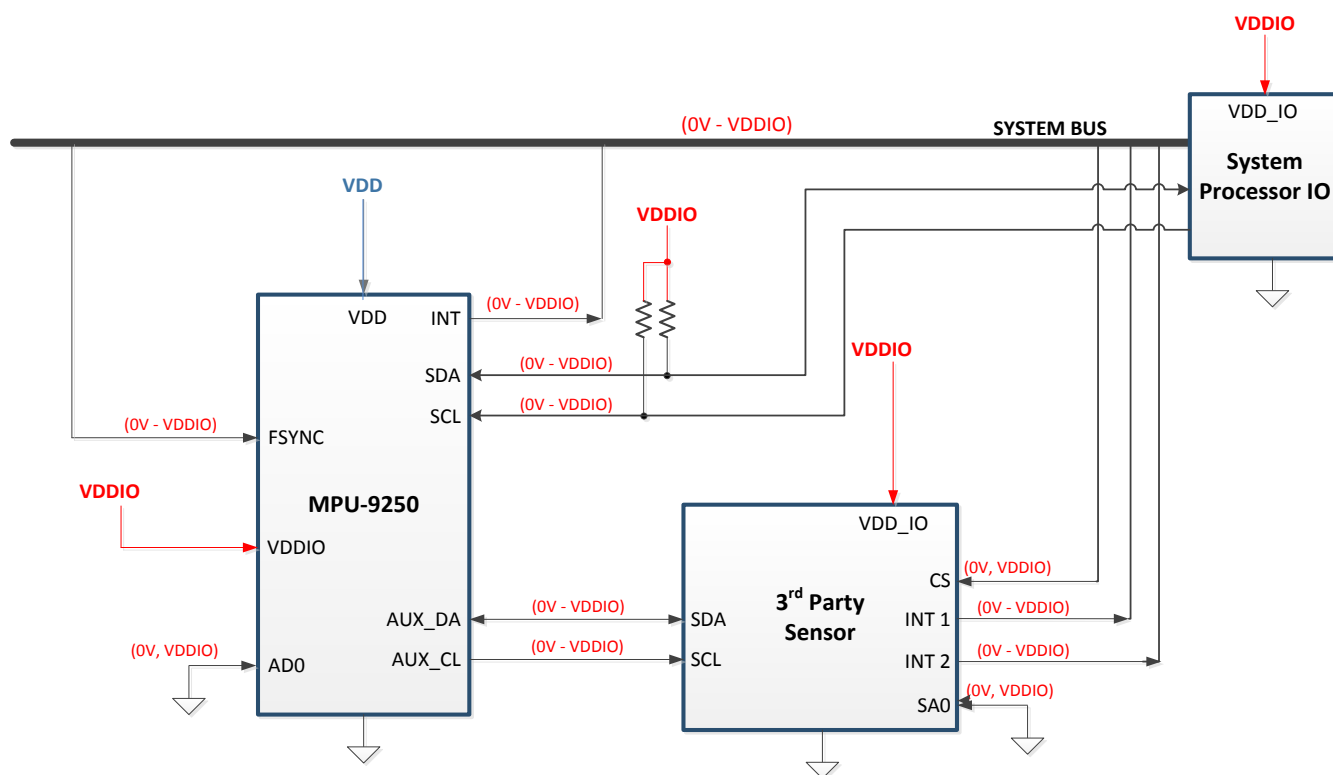 VDDIO
VDD_IO
System
Processor IO
(0V - VDDIO)
SYSTEM BUS
VDD
VDDIO
(0V - VDDIO)
VDD
INT
(0V - VDDIO)
SDA
(0V - VDDIO)
SCL
VDDIO
(0V - VDDIO)
FSYNC
MPU-9250
VDDIO
VDDIO
AUX_DA
(0V - VDDIO)
AUX_CL
(0V - VDDIO)
(0V, VDDIO)
AD0
VDD_IO
CS
(0V, VDDIO)
3rd Party
Sensor
SDA
SCL
INT 1
(0V - VDDIO)
INT 2
(0V - VDDIO)
SA0
(0V, VDDIO)